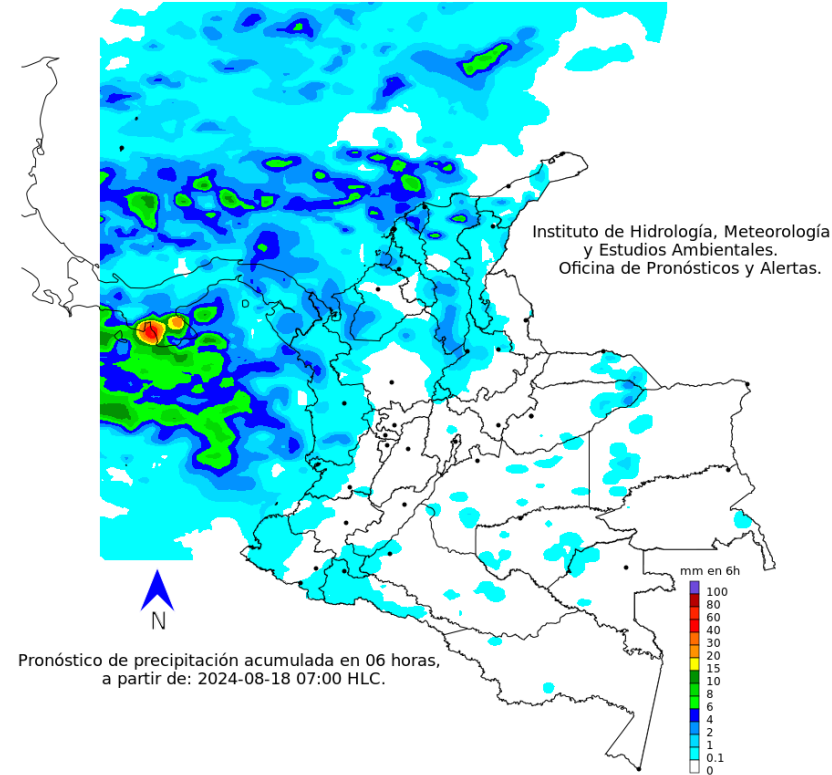 Instituto de Hidrología, Meteorología
y Estudios Ambientales.
Oficina de Pronósticos y Alertas.
mm en 6h
100
80
60
40
30
20
15
10
8
6
4
2
1
0.1
0
N
Pronóstico de precipitación acumulada en 06 horas,
a partir de: 2024-08-18 07:00 HLC.